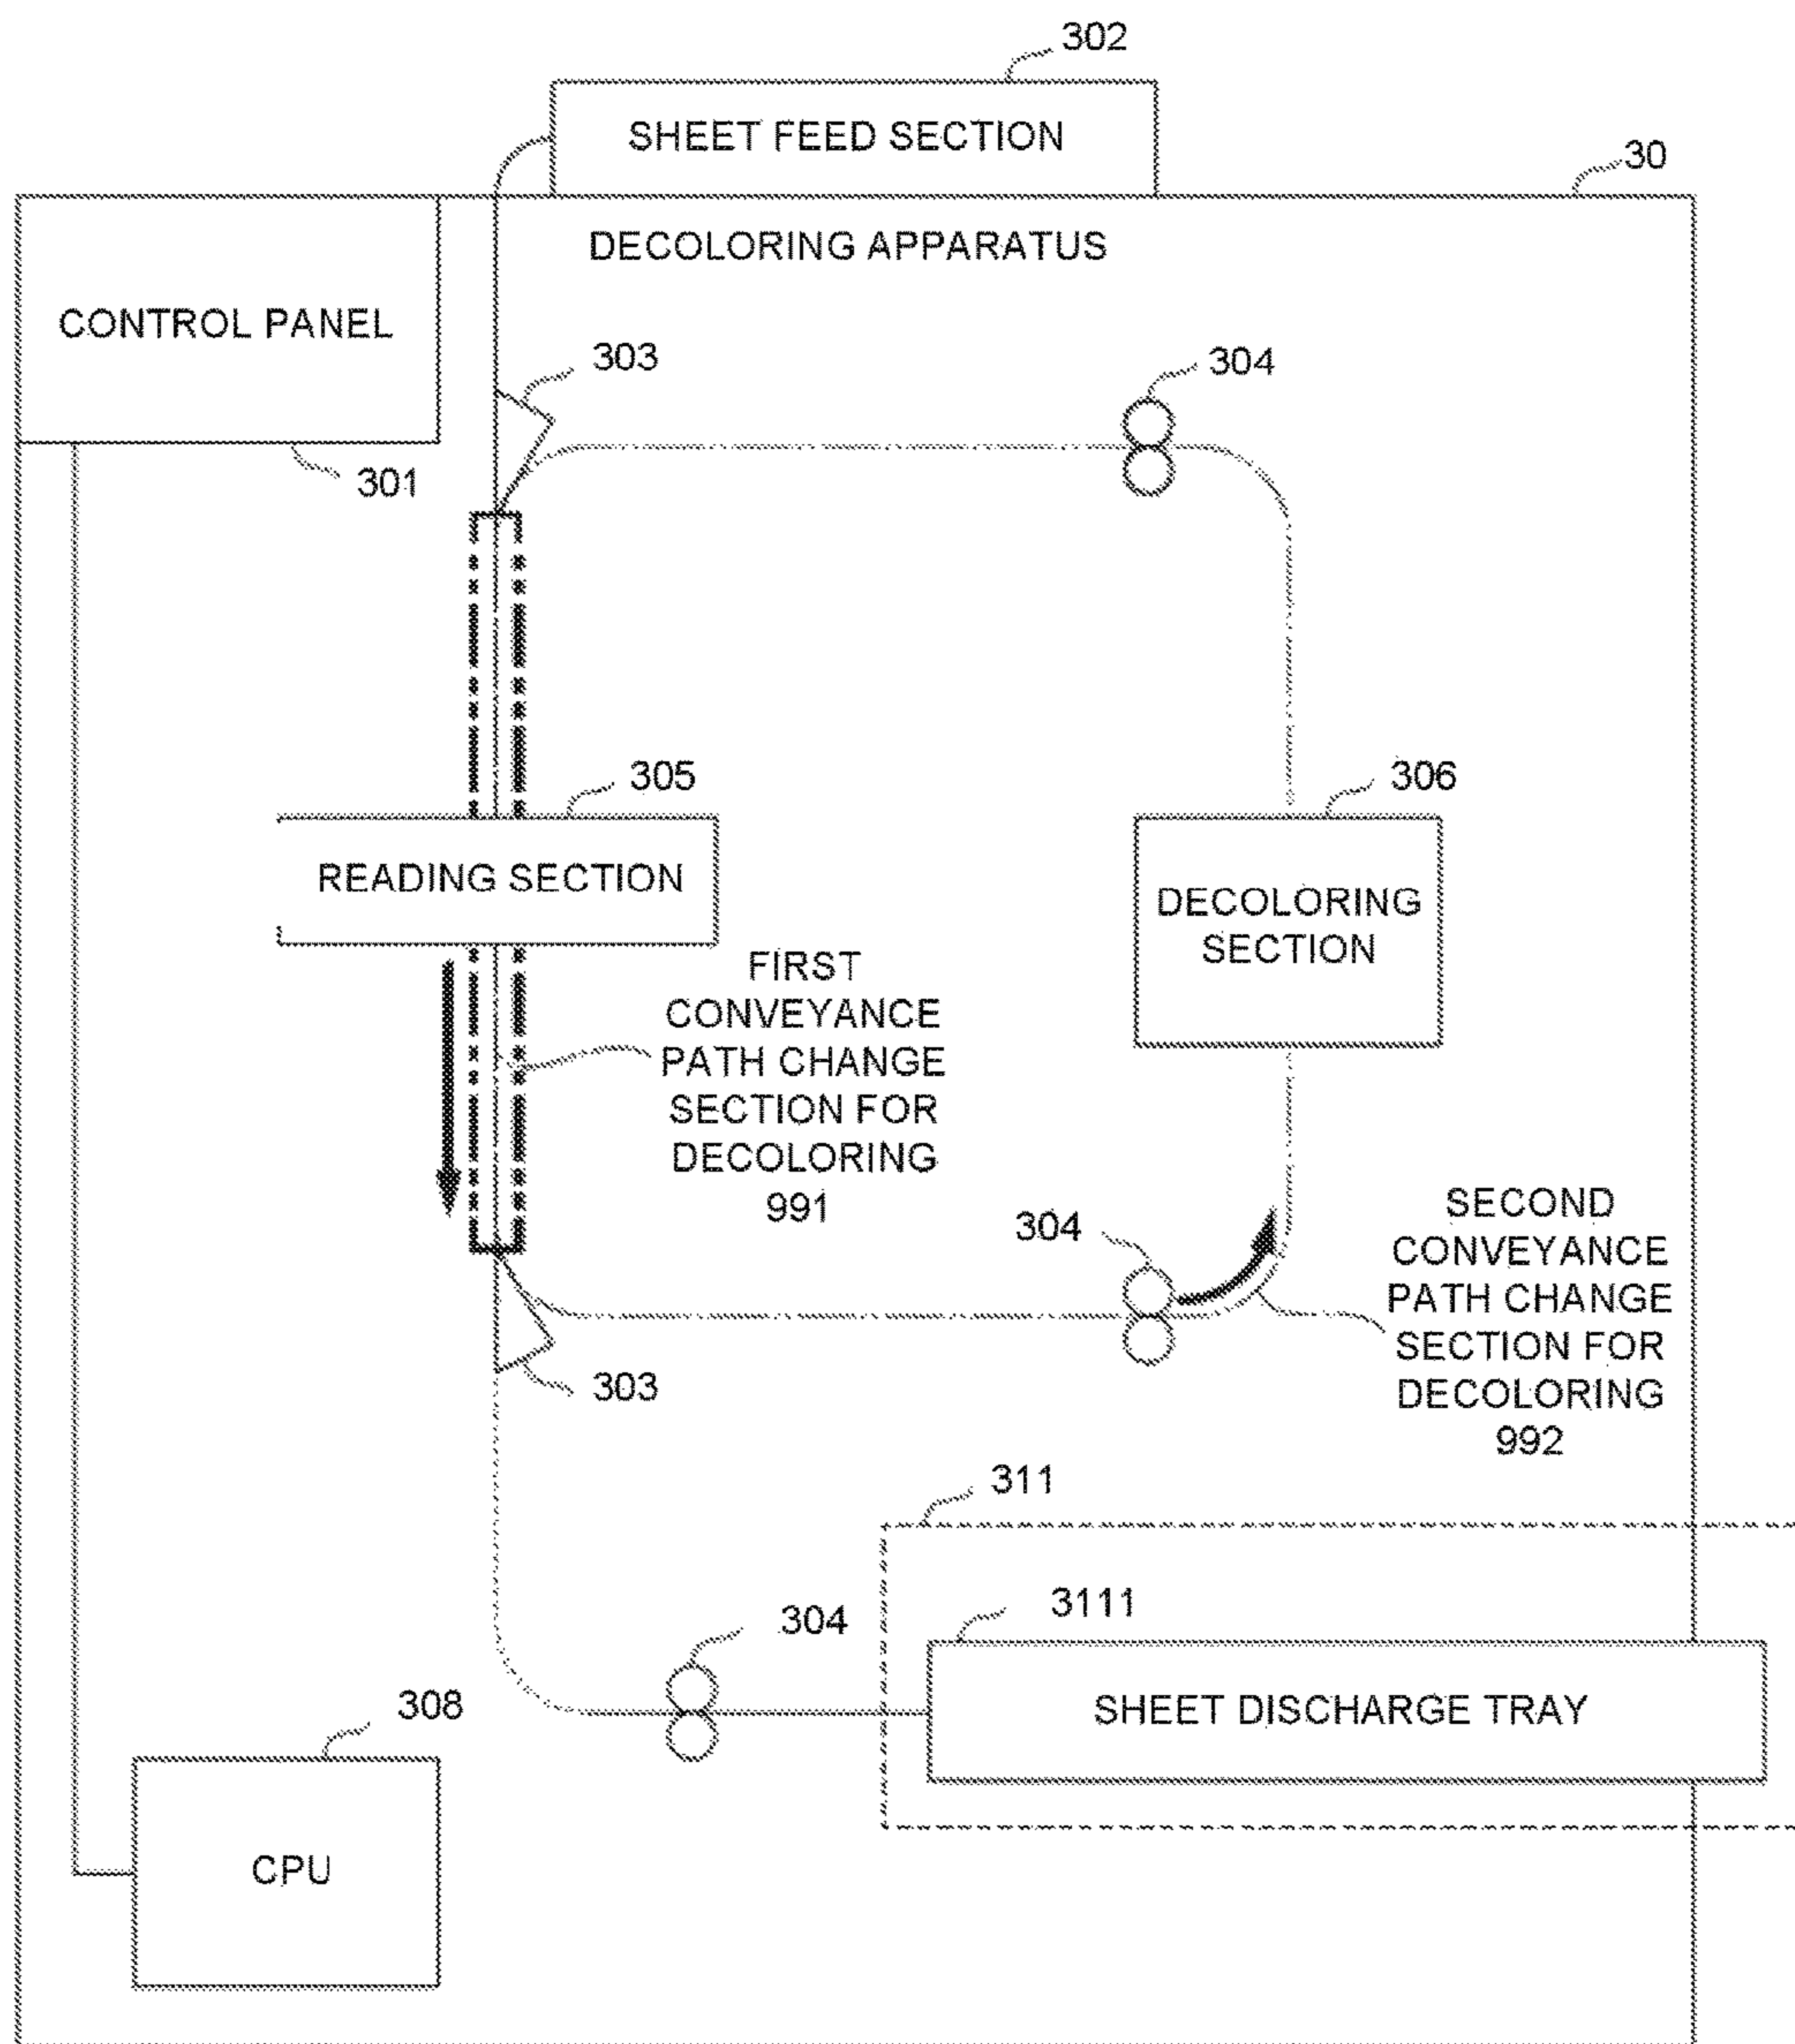 302
SHEET FEED SECTION
30
DECOLORING APPARATUS
CONTROL PANEL
303
304
301
305
306
READING SECTION
DECOLORING
SECTION
FIRST
CONVEYANCE
PATH CHANGE
SECTION FOR
DECOLORING
991
304
SECOND
CONVEYANCE
PATH CHANGE
SECTION FOR
DECOLORING
992
303
311
3111
304
SHEET DISCHARGE TRAY
308
CPU